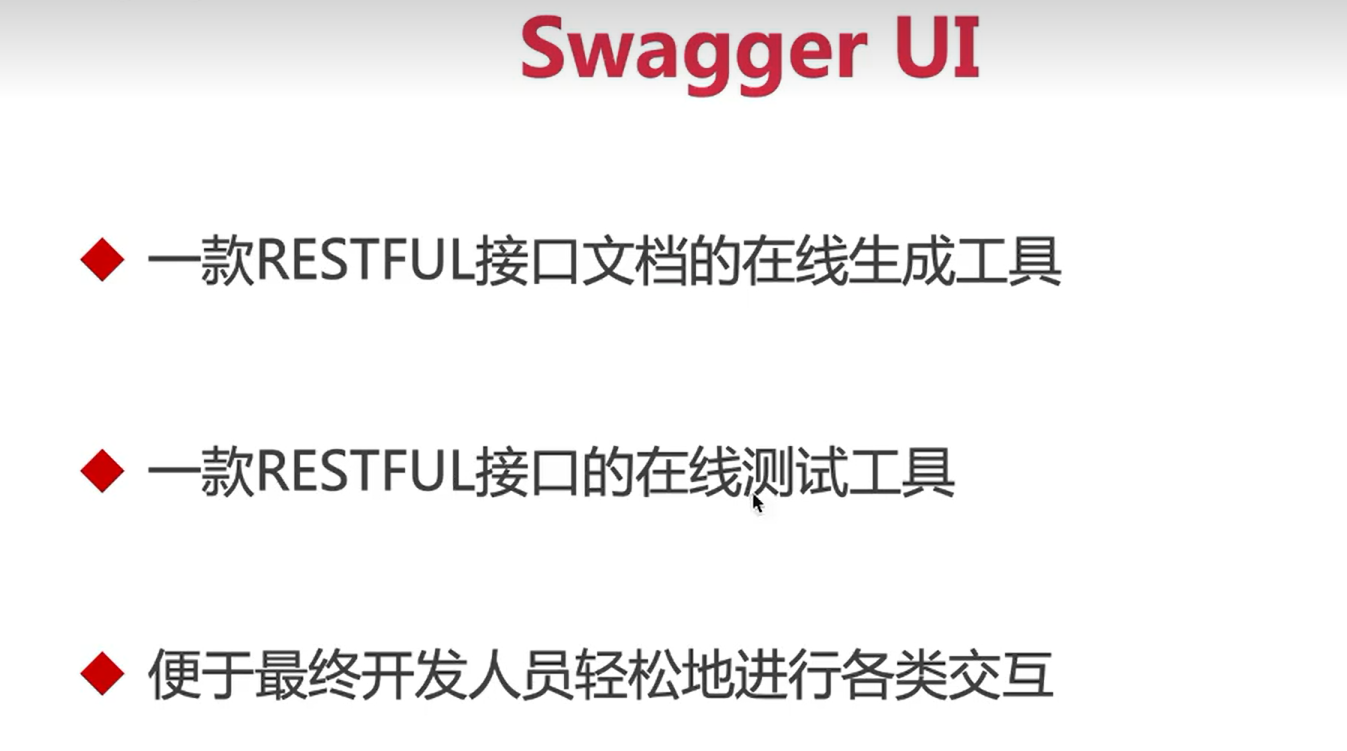 Swagger UI
一款RESTFUL接口文档的在线生成工具
一款RESTFUL接口的在线测试工具
便于最终开发人员轻松地进行各类交互